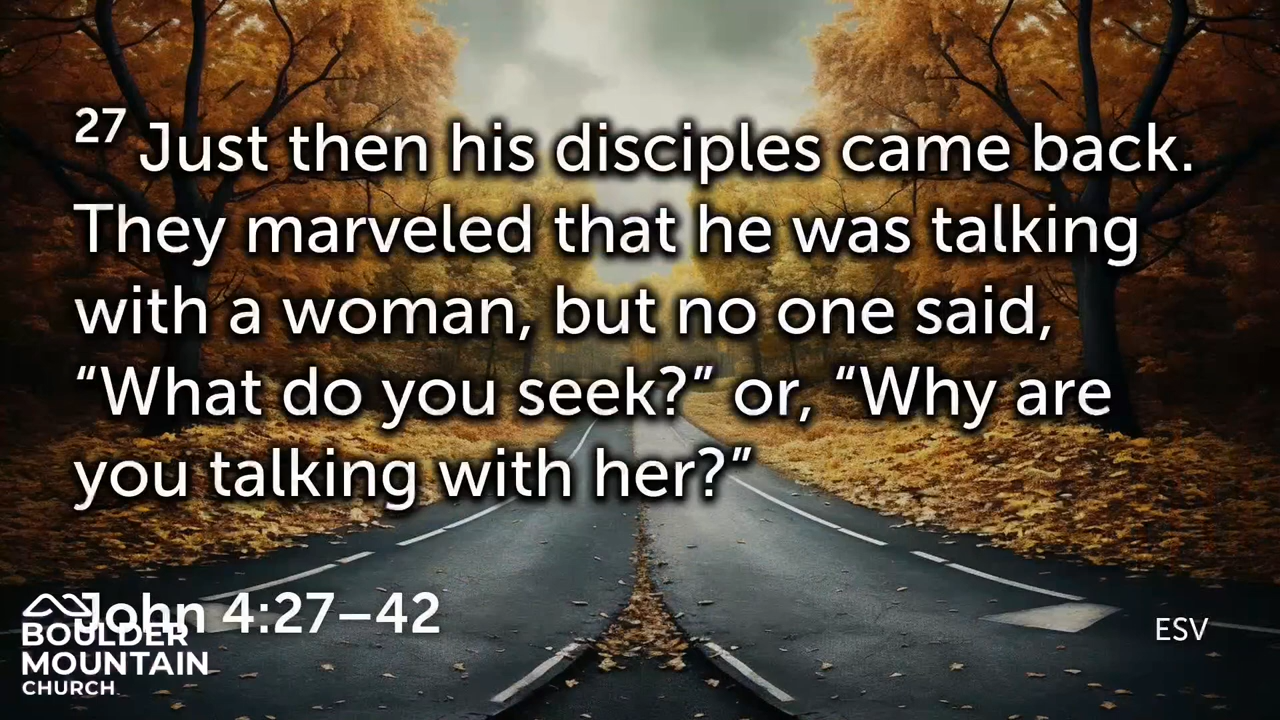 27 Just then his disciples came back.
They marveled that he was talking
with a woman, but no one said,
“What do you seek?” or, “Why are
you talking with her?”
John 4:27–42
ESV
BOULDER
MOUNTAIN
CHURCH